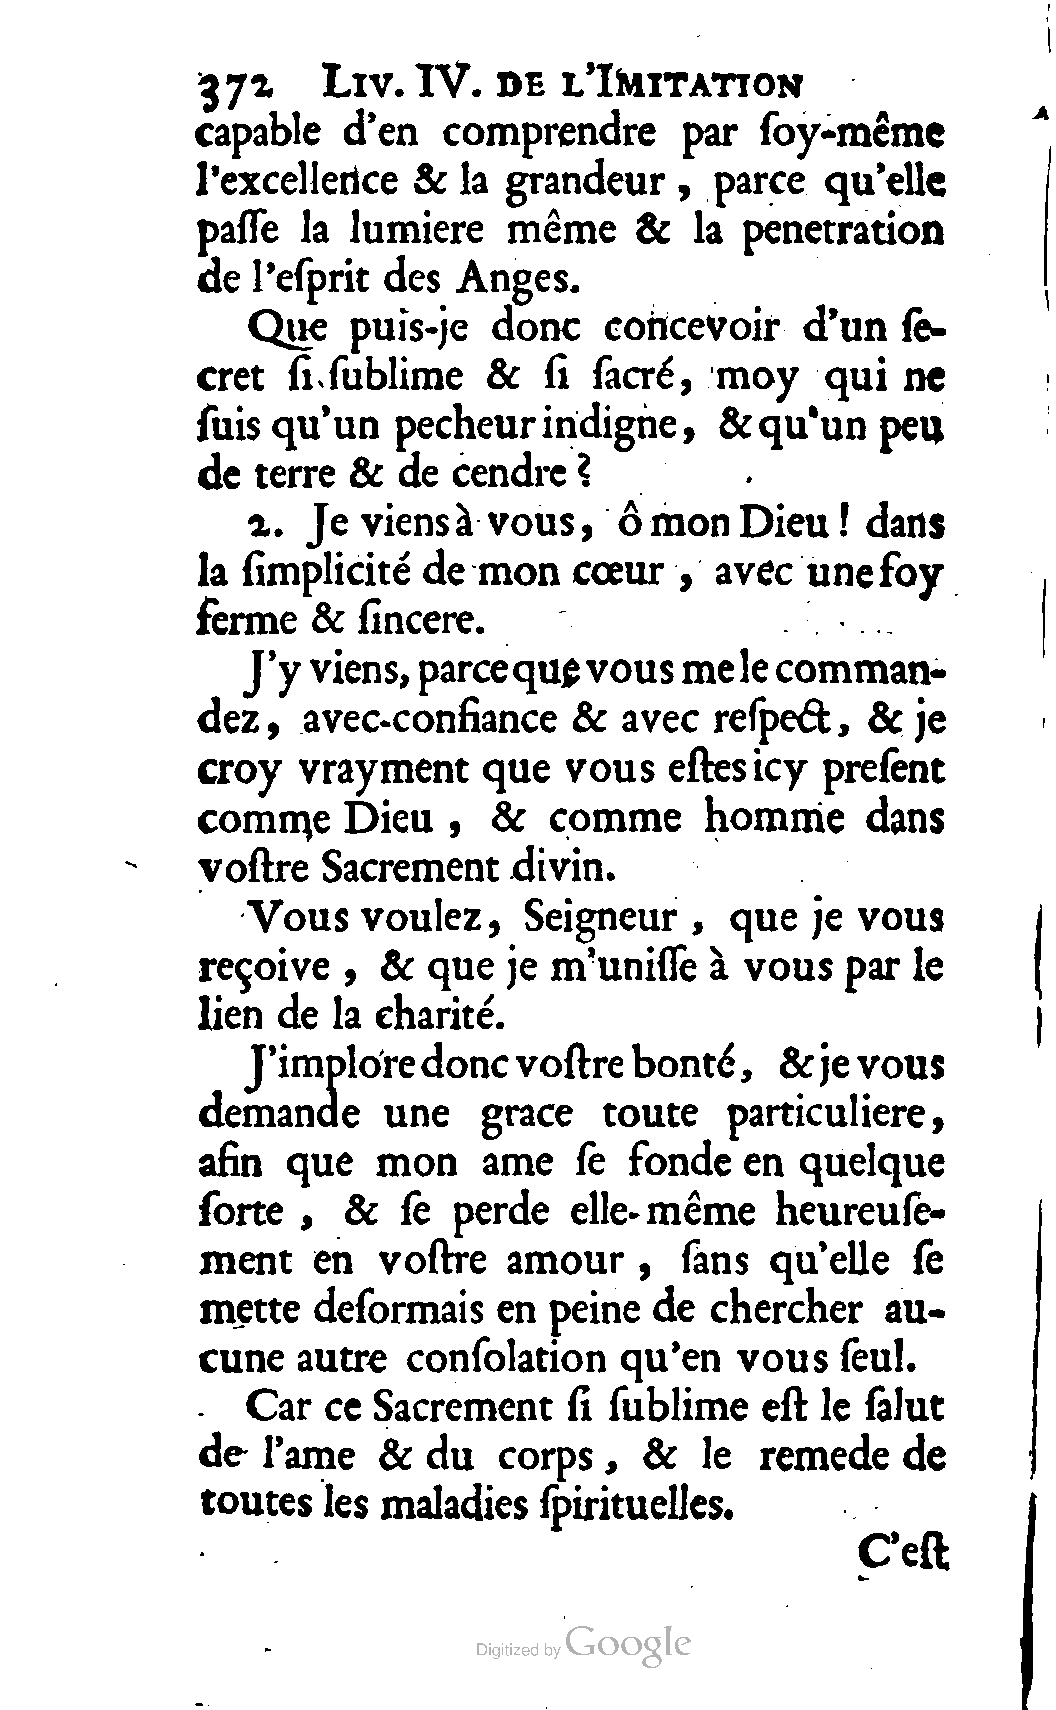 372 LIV. IV. DE L'IMITATION
capable d'en comprendre par ſoy-même
l'excellence & la grandeur, parce qu'elle
paſſe la lumiere même & la penetration
de l'eſprit des Anges.
Que puis-je donc concevoir d'un ſe-
cret ſi ſublime & ſi ſacré, moy qui ne
ſuis qu'un pecheur indigne, & qu'un peu
de terre & de cendre?
2. Je viens à vous, ô mon Dieu! dans
la ſimplicité de mon cœur, avec une foy
ferme & ſincere.
J'y viens, parce que vous me le comman-
dez, avec confiance & avec reſpect, & je
croy vrayment que vous eſtes icy preſent
comme Dieu, & comme homme dans
voſtre Sacrement divin.
Vous voulez, Seigneur, que je vous
reçoive, & que je m'uniſſe à vous par le
lien de la charité.
J'implore donc voſtre bonté, & je vous
demande une grace toute particuliere,
afin que mon ame ſe fonde en quelque
ſorte, & ſe perde elle-même heureuſe-
ment en voſtre amour, ſans qu'elle ſe
mette deſormais en peine de chercher au-
cune autre conſolation qu'en vous ſeul.
Car ce Sacrement ſi ſublime eſt le ſalut
de l'ame & du corps, & le remede de
toutes les maladies ſpirituelles.
C'eſt
Digitized by Google